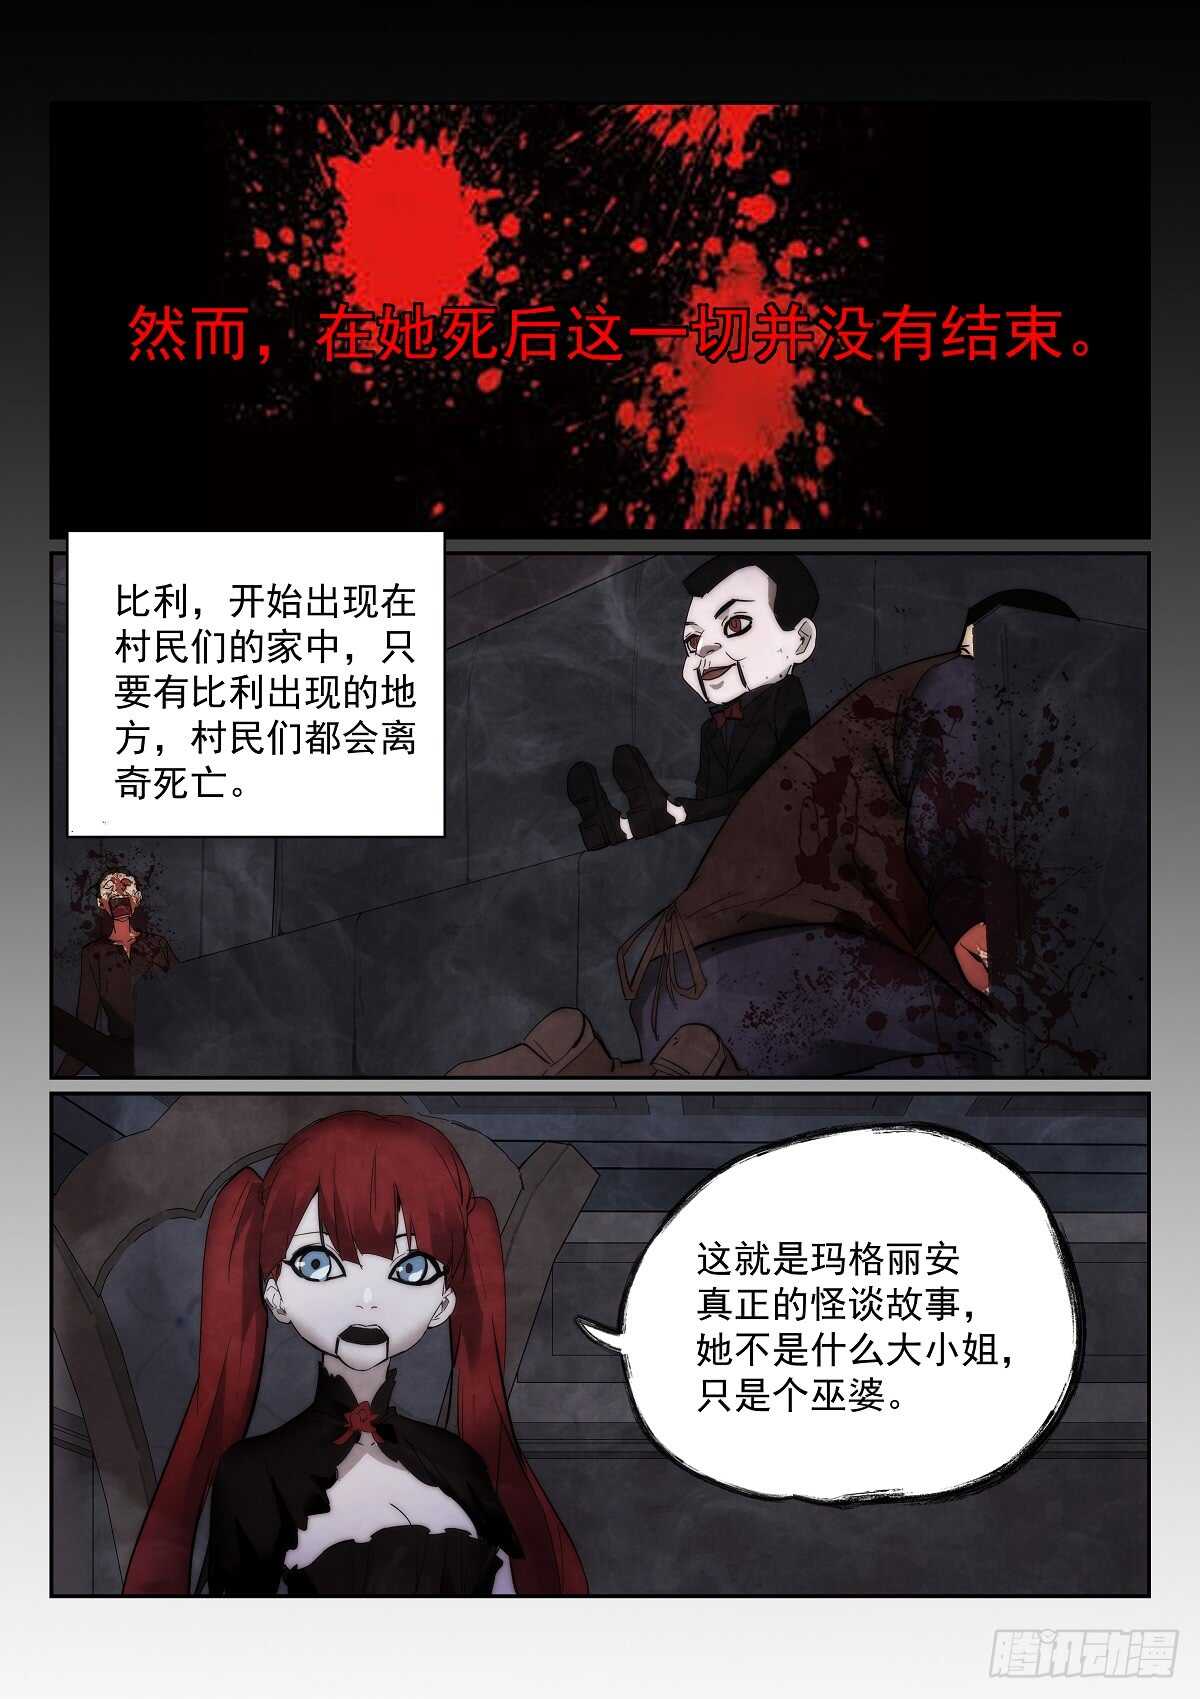 然而，在她死后这一切并没有结束。
比利，开始出现在
村民们的家中，只
要有比利出现的地
方，村民们都会离
奇死亡。
这就是玛格丽安
真正的怪谈故事，
她不是什么大小姐，
只是个巫婆。
腾讯动漫